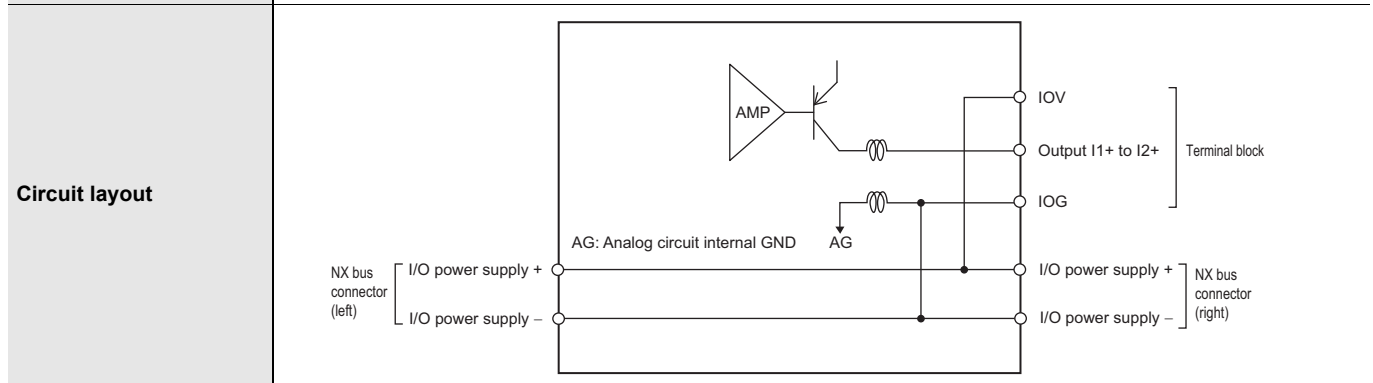 Circuit layout
AMP
IOV
Output I1+ to I2+
Terminal block
IOG
AG: Analog circuit internal GND
AG
NX bus
connector
(left)
I/O power supply +
I/O power supply –
I/O power supply +
I/O power supply –
NX bus
connector
(right)